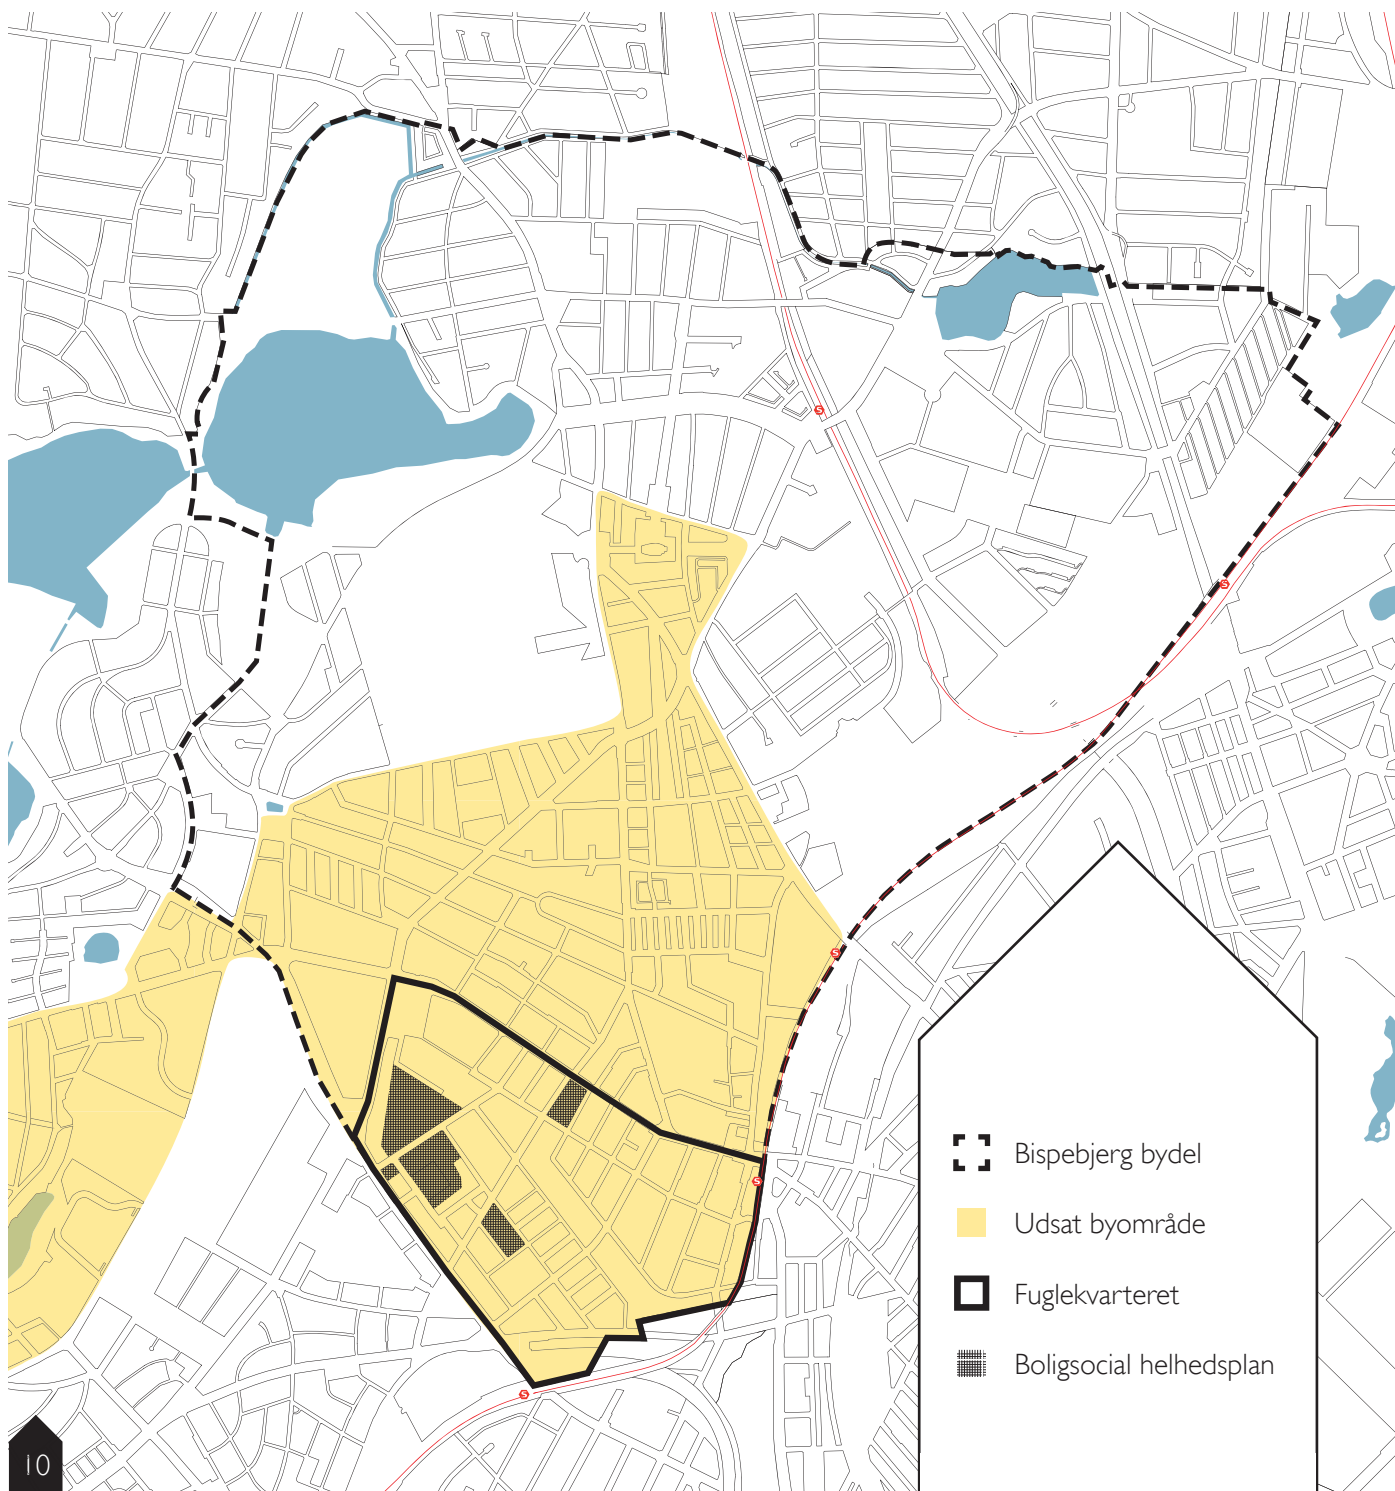 S
S
S
S
S
Bispebjerg bydel
Udsat byområde
Fuglekvarteret
Boligsocial helhedsplan
10